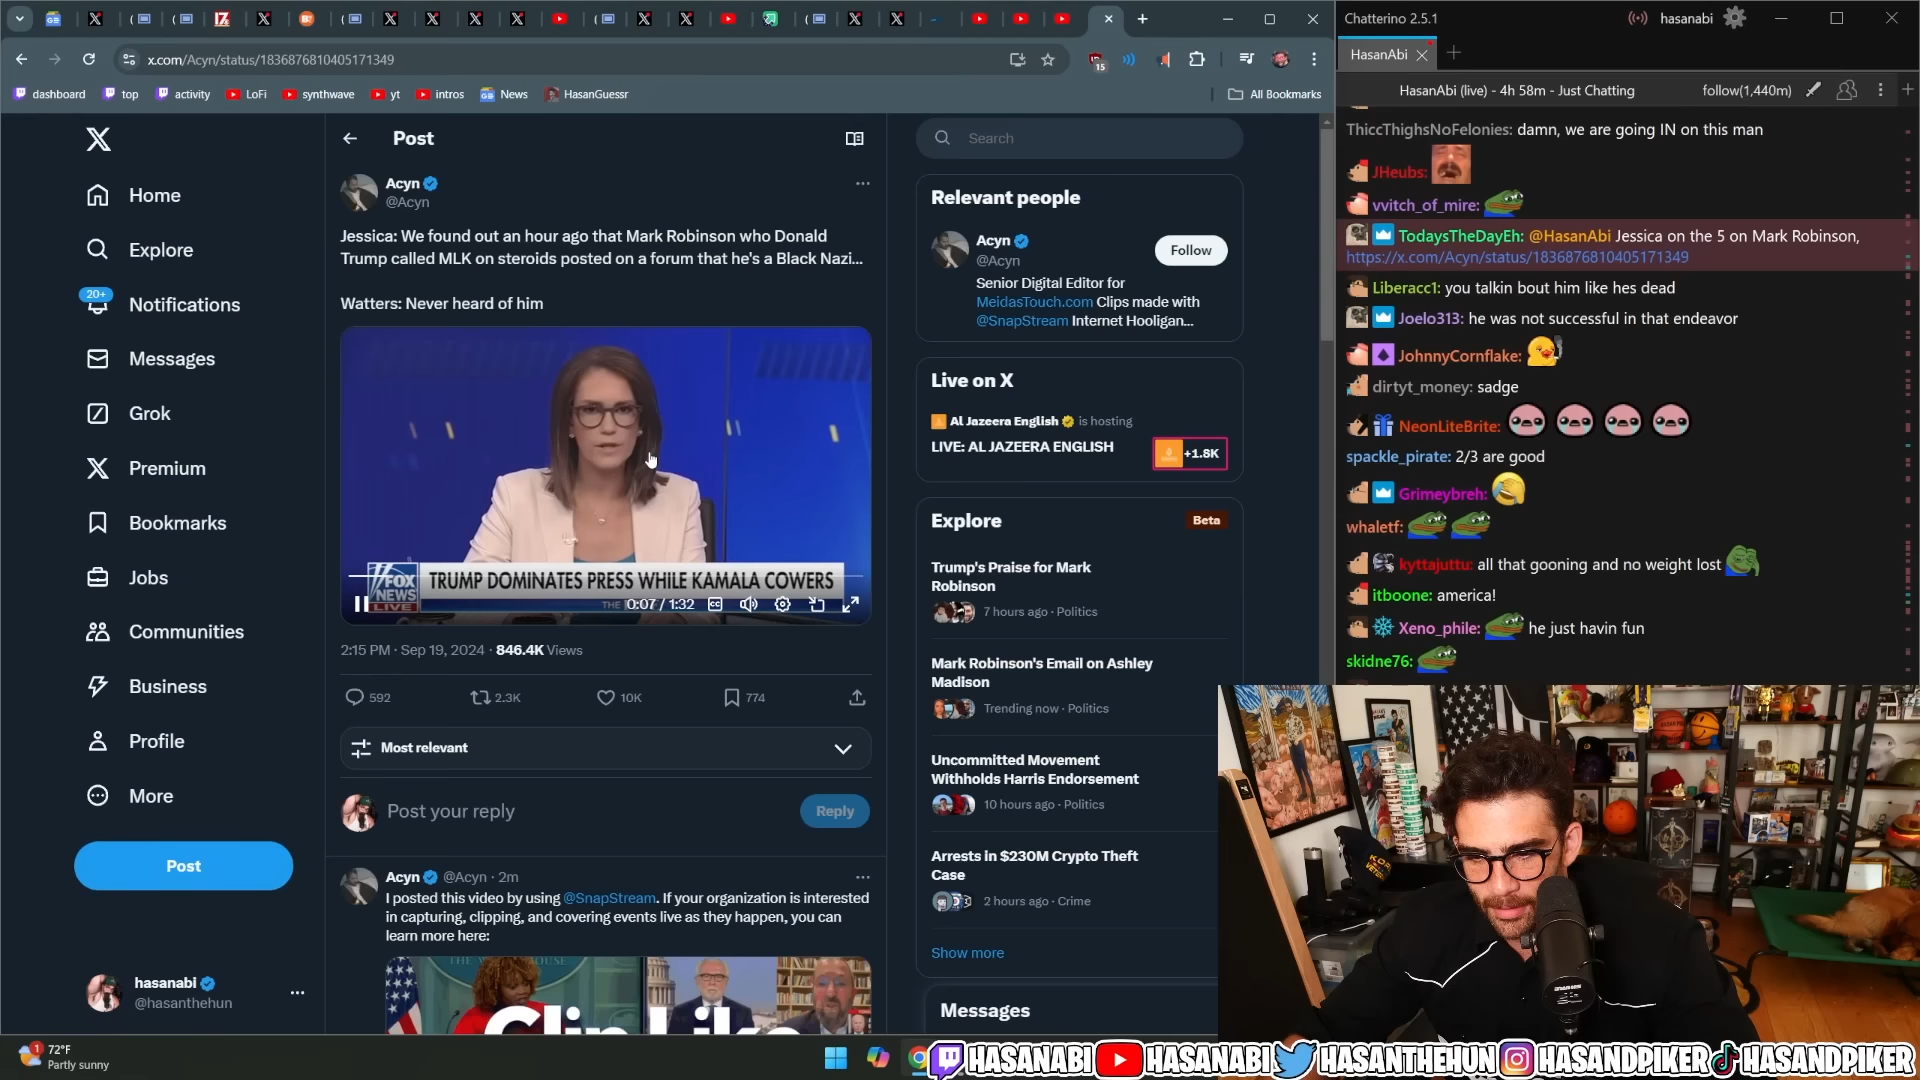 x.com/Acyn/status/1836876810405171349
15
dashboard
top
activity
LoFi
synthwave
yt
intros
News
HasanGuessr
All Bookmarks
Home
Explore
20+
Notifications
Messages
Grok
Bookmarks
Premium
Jobs
Communities
Business
Profile
More
Post
hasanabi
@hasanthehun
Post
Acyn
@Acyn
Jessica: We found out an hour ago that Mark Robinson who Donald
Trump called MLK on steroids posted on a forum that he's a Black Nazi...
Watters: Never heard of him
FOX
NEWS
LIVE
TRUMP DOMINATES PRESS WHILE KAMALA COWERS
THE
0:07 / 1:32
2:15 PM · Sep 19, 2024 · 846.4K Views
592
2.3K
10K
774
Most relevant
Post your reply
Reply
Acyn @Acyn · 2m
I posted this video by using @SnapStream. If your organization is interested
in capturing, clipping, and covering events live as they happen, you can
learn more here:
Clip Like
Search
Relevant people
Acyn
@Acyn
Follow
Senior Digital Editor for
MeidasTouch.com Clips made with
@SnapStream Internet Hooligan...
Live on X
Al Jazeera English is hosting
LIVE: AL JAZEERA ENGLISH
+1.8K
Explore
Beta
Trump's Praise for Mark
Robinson
7 hours ago · Politics
Mark Robinson's Email on Ashley
Madison
Trending now · Politics
Uncommitted Movement
Withholds Harris Endorsement
10 hours ago · Politics
Arrests in $230M Crypto Theft
Case
2 hours ago · Crime
Show more
Messages
Chatterino 2.5.1
hasanabi
HasanAbi
HasanAbi (live) - 4h 58m - Just Chatting
follow(1,440m)
ThiccThighsNoFelonies: damn, we are going IN on this man
JHeubs:
vvitch_of_mire:
TodaysTheDayEh: @HasanAbi Jessica on the 5 on Mark Robinson,
https://x.com/Acyn/status/1836876810405171349
Liberacc1: you talkin bout him like hes dead
Joelo313: he was not successful in that endeavor
JohnnyCornflake:
dirtyt_money: sadge
NeonLiteBrite:
spackle_pirate: 2/3 are good
Grimeybreh:
whaletf:
kyttajuttu: all that gooning and no weight lost
itboone: america!
Xeno_phile: he just havin fun
skidne76:
1
72°F
Partly sunny
HASANABI
HASANABI
HASANTHEHUN
HASANDPIKER
HASANDPIKER